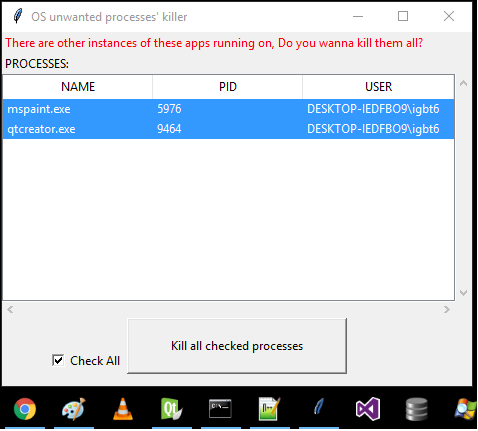 OS unwanted processes' killer
There are other instances of these apps running on, Do you wanna kill them all?
PROCESSES:
NAME PID USER
mspaint.exe 5976 DESKTOP-IEDFBO9\igbt6
qtcreator.exe 9464 DESKTOP-IEDFBO9\igbt6
Kill all checked processes
Check All